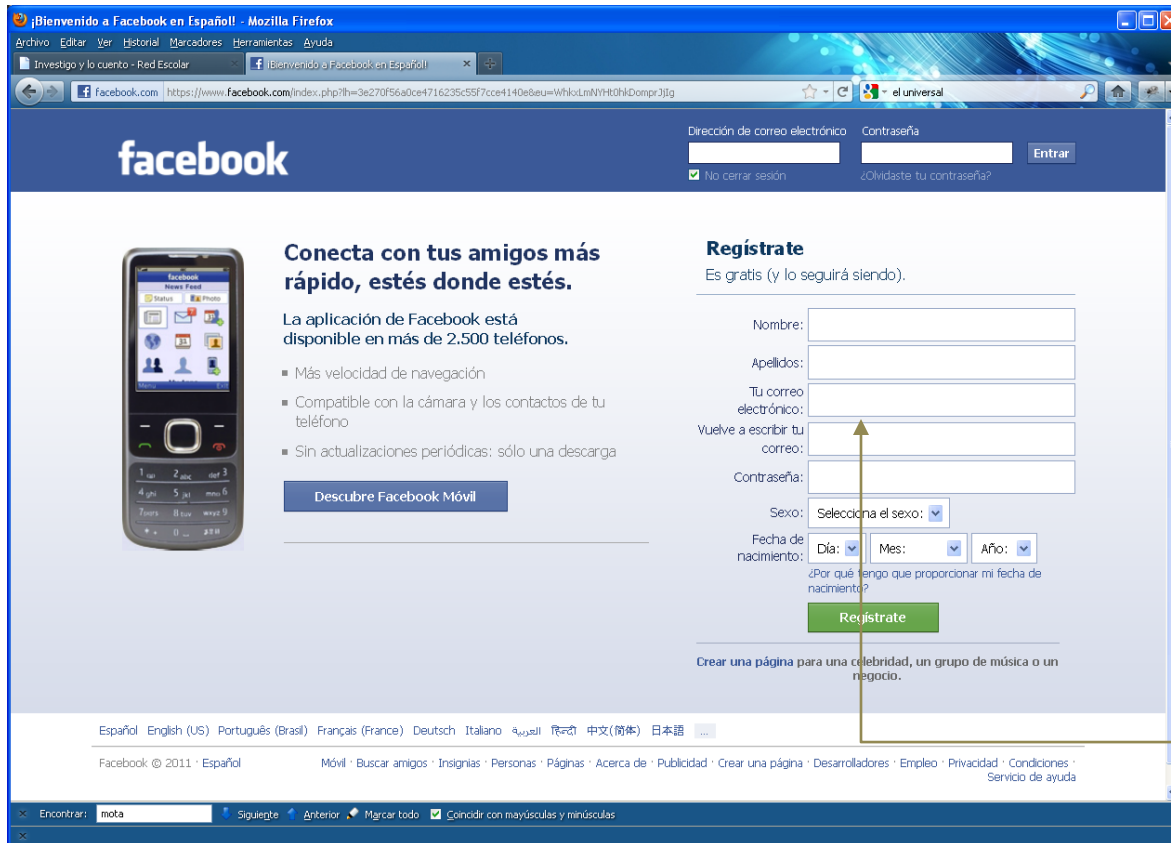 ¡Bienvenido a Facebook en Español! - Mozilla Firefox
Archivo Editar Ver Historial Marcadores Herramientas Ayuda
Investigo y lo cuento - Red Escolar
¡Bienvenido a Facebook en Español!
facebook.com https://www.facebook.com/index.php?lh=3e270f56a0ce4716235c55f7cce4140e&eu=WhkxLmNYHt0hkDomprJjIg
el universal
facebook
Dirección de correo electrónico Contraseña
Entrar
No cerrar sesión ¿Olvidaste tu contraseña?
Conecta con tus amigos más
rápido, estés donde estés.
La aplicación de Facebook está
disponible en más de 2.500 teléfonos.
Más velocidad de navegación
Compatible con la cámara y los contactos de tu
teléfono
Sin actualizaciones periódicas: sólo una descarga
Descubre Facebook Móvil
facebook
News Feed
Status Photo
Menu Exit
Regístrate
Es gratis (y lo seguirá siendo).
Nombre:
Apellidos:
Tu correo
electrónico:
Vuelve a escribir tu
correo:
Contraseña:
Sexo: Selecciona el sexo:
Fecha de
nacimiento:
Día: Mes: Año:
¿Por qué tengo que proporcionar mi fecha de
nacimiento?
Regístrate
Crear una página para una celebridad, un grupo de música o un
negocio.
Español English (US) Português (Brasil) Français (France) Deutsch Italiano العربية हिन्दी 中文(简体) 日本語 ...
Facebook © 2011 · Español
Móvil · Buscar amigos · Insignias · Personas · Páginas · Acerca de · Publicidad · Crear una página · Desarrolladores · Empleo · Privacidad · Condiciones ·
Servicio de ayuda
Encontrar: mota Siguiente Anterior Marcar todo Coincidir con mayúsculas y minúsculas